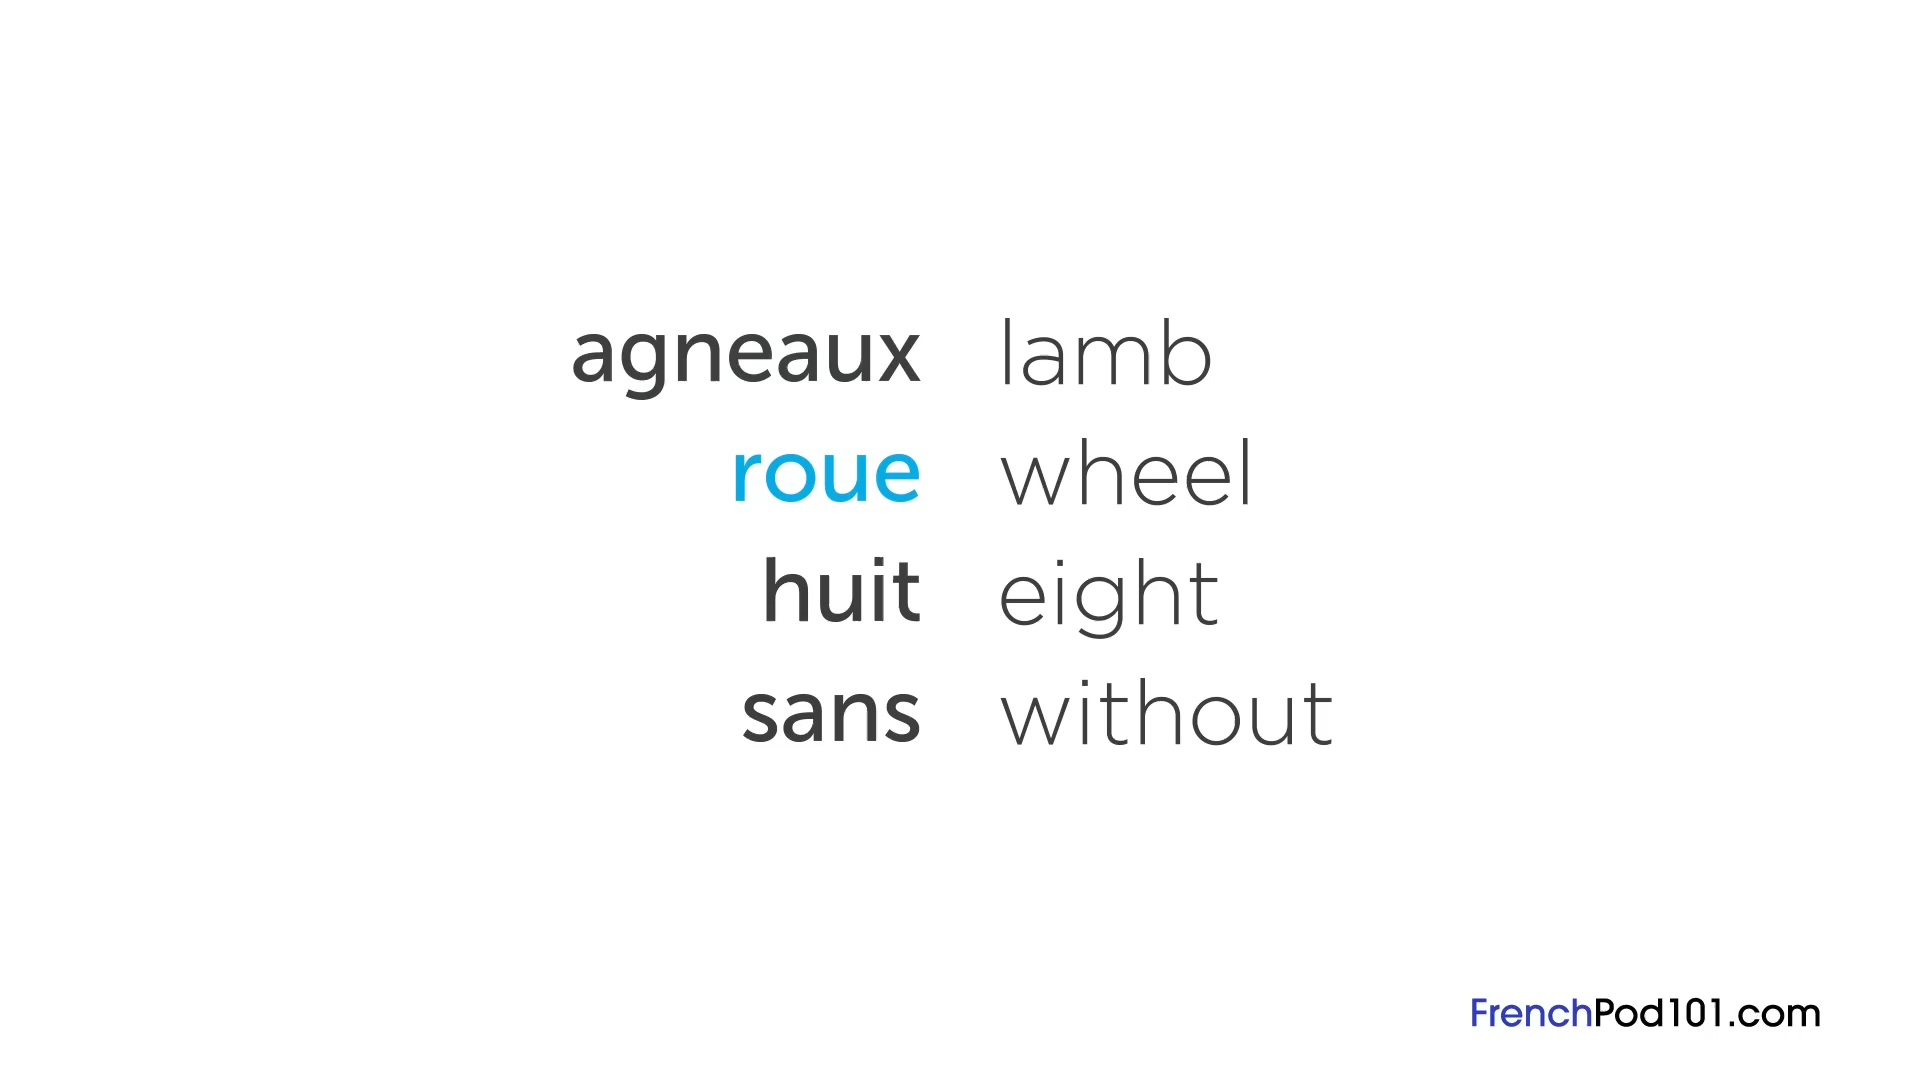 agneaux lamb
roue wheel
huit eight
sans without
FrenchPod101.com